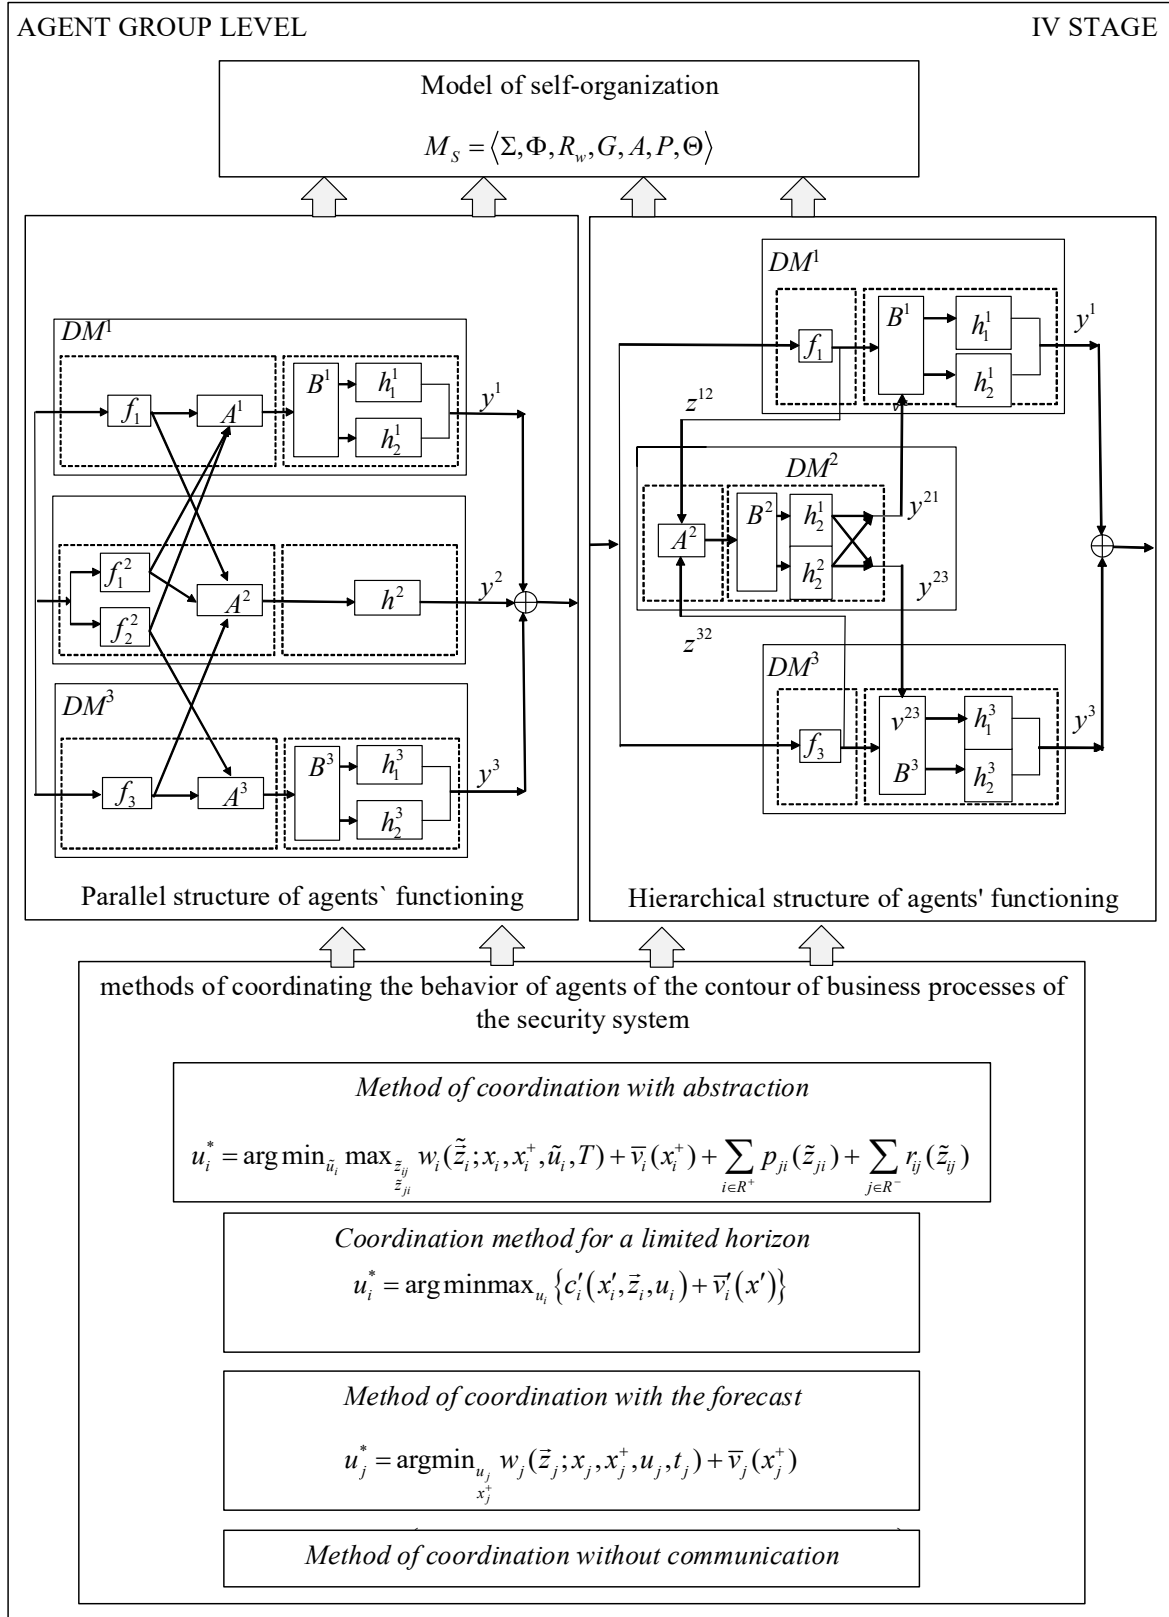 AGENT GROUP LEVEL
IV STAGE
Model of self-organization
M_S = ⟨Σ, Φ, R_w, G, A, P, Θ⟩
DM^1
f_1
A^1
B^1
h_1^1
h_2^1
y^1
f_1^2
f_2^2
A^2
h^2
y^2
DM^3
f_3
A^3
B^3
h_1^3
h_2^3
y^3
Parallel structure of agents` functioning
DM^1
f_1
B^1
h_1^1
h_2^1
y^1
z^12
DM^2
A^2
B^2
h_2^1
h_2^2
y^21
y^23
z^32
DM^3
f_3
v^23
B^3
h_1^3
h_2^3
y^3
Hierarchical structure of agents' functioning
methods of coordinating the behavior of agents of the contour of business processes of
the security system
Method of coordination with abstraction
u_i^* = arg min_{ũ_i} max_{z̃_ij z̃_ji} w_i(\tilde{\vec{z}}_i; x_i, x_i^+, ũ_i, T) + v̅_i(x_i^+) + ∑_{i∈R^+} p_ji(z̃_ji) + ∑_{j∈R^-} r_ij(z̃_ij)
Coordination method for a limited horizon
u_i^* = arg minmax_{u_i} {c′_i(x′_i, \vec{z}_i, u_i) + v̅′_i(x′)}
Method of coordination with the forecast
u_j^* = argmin_{u_j x_j^+} w_j(\vec{z}_j; x_j, x_j^+, u_j, t_j) + v̅_j(x_j^+)
Method of coordination without communication